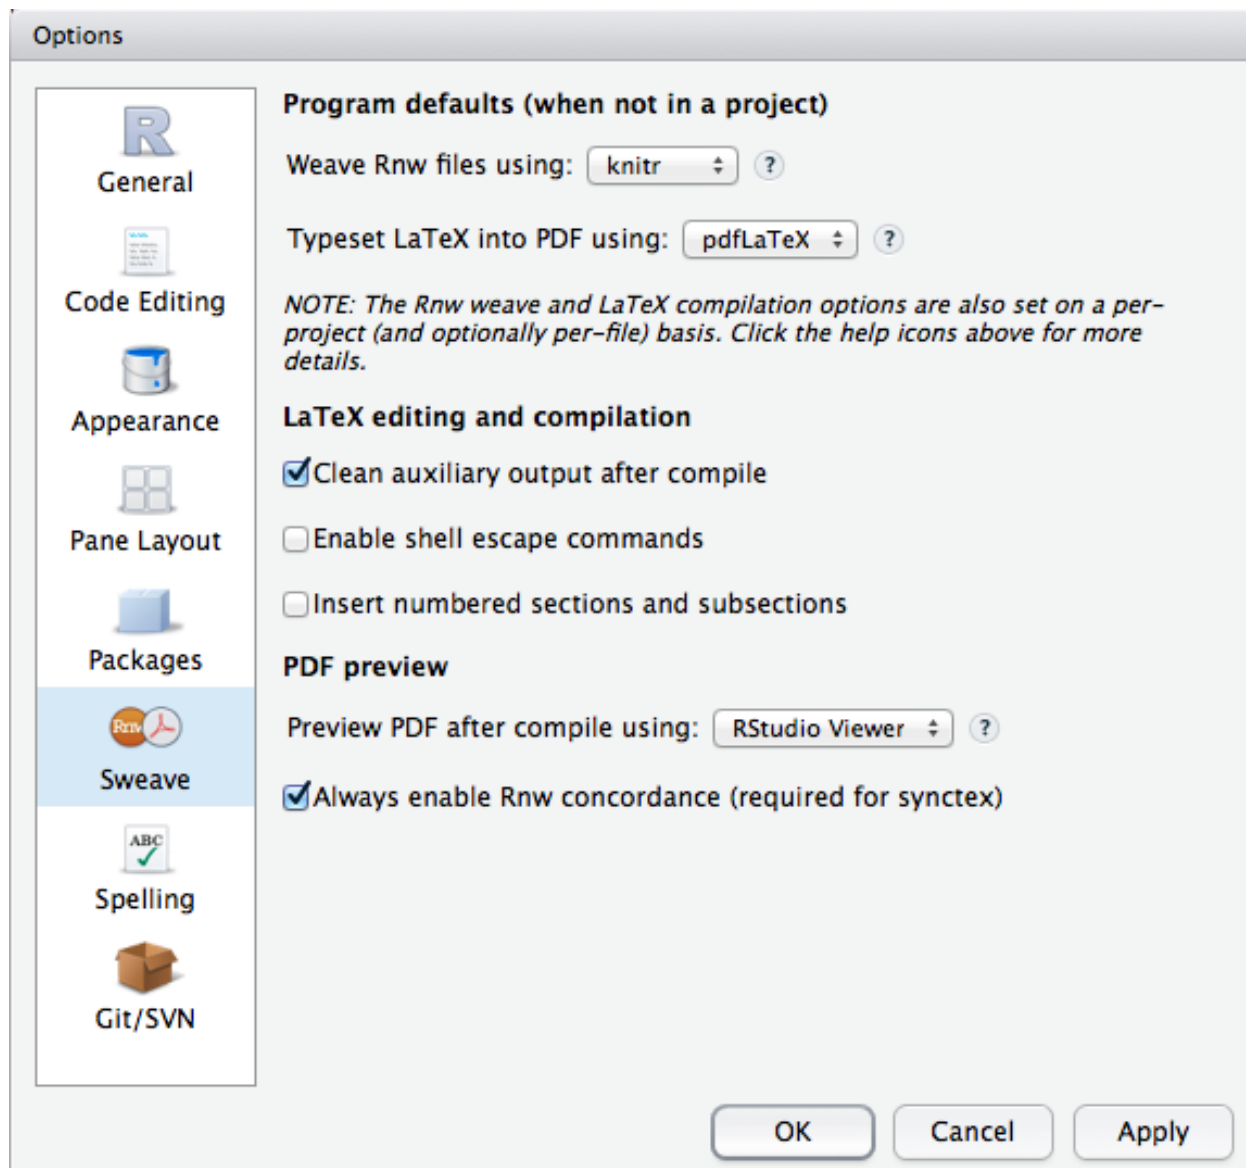 Options
General
Code Editing
Appearance
Pane Layout
Packages
Rnw
Sweave
ABC
Spelling
Git/SVN
Program defaults (when not in a project)
Weave Rnw files using: knitr ?
Typeset LaTeX into PDF using: pdfLaTeX ?
NOTE: The Rnw weave and LaTeX compilation options are also set on a per-
project (and optionally per-file) basis. Click the help icons above for more
details.
LaTeX editing and compilation
Clean auxiliary output after compile
Enable shell escape commands
Insert numbered sections and subsections
PDF preview
Preview PDF after compile using: RStudio Viewer ?
Always enable Rnw concordance (required for synctex)
OK Cancel Apply